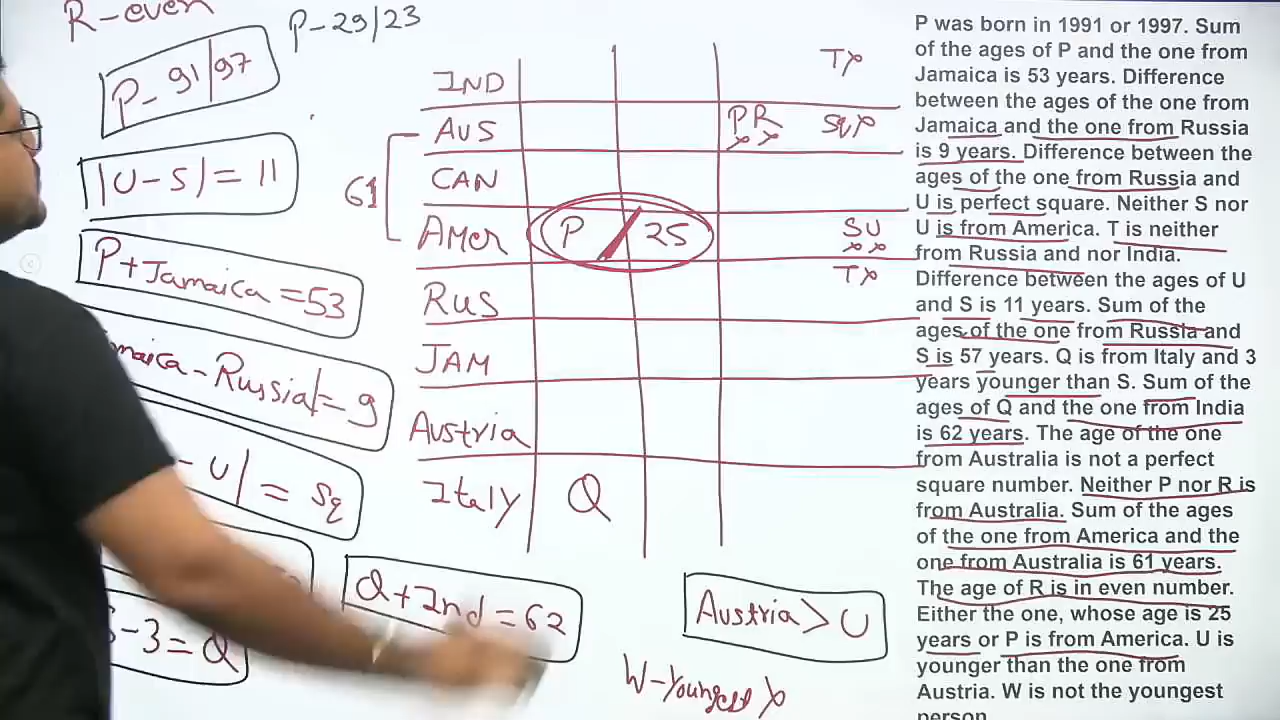 R-even
P-29/23
P-91/97
|U-S|=11
P+Jamaica=53
maica-Russia|=9
-U|=sq
S-3=Q
Q+Ind=62
Austria>U
W-Youngest x
61
IND Tx
AUS PR x x sqx
CAN
Amer P / 25 SU x x
RUS Tx
JAM
Austria
Italy Q
P was born in 1991 or 1997. Sum
of the ages of P and the one from
Jamaica is 53 years. Difference
between the ages of the one from
Jamaica and the one from Russia
is 9 years. Difference between the
ages of the one from Russia and
U is perfect square. Neither S nor
U is from America. T is neither
from Russia and nor India.
Difference between the ages of U
and S is 11 years. Sum of the
ages of the one from Russia and
S is 57 years. Q is from Italy and 3
years younger than S. Sum of the
ages of Q and the one from India
is 62 years. The age of the one
from Australia is not a perfect
square number. Neither P nor R is
from Australia. Sum of the ages
of the one from America and the
one from Australia is 61 years.
The age of R is in even number.
Either the one, whose age is 25
years or P is from America. U is
younger than the one from
Austria. W is not the youngest
person.